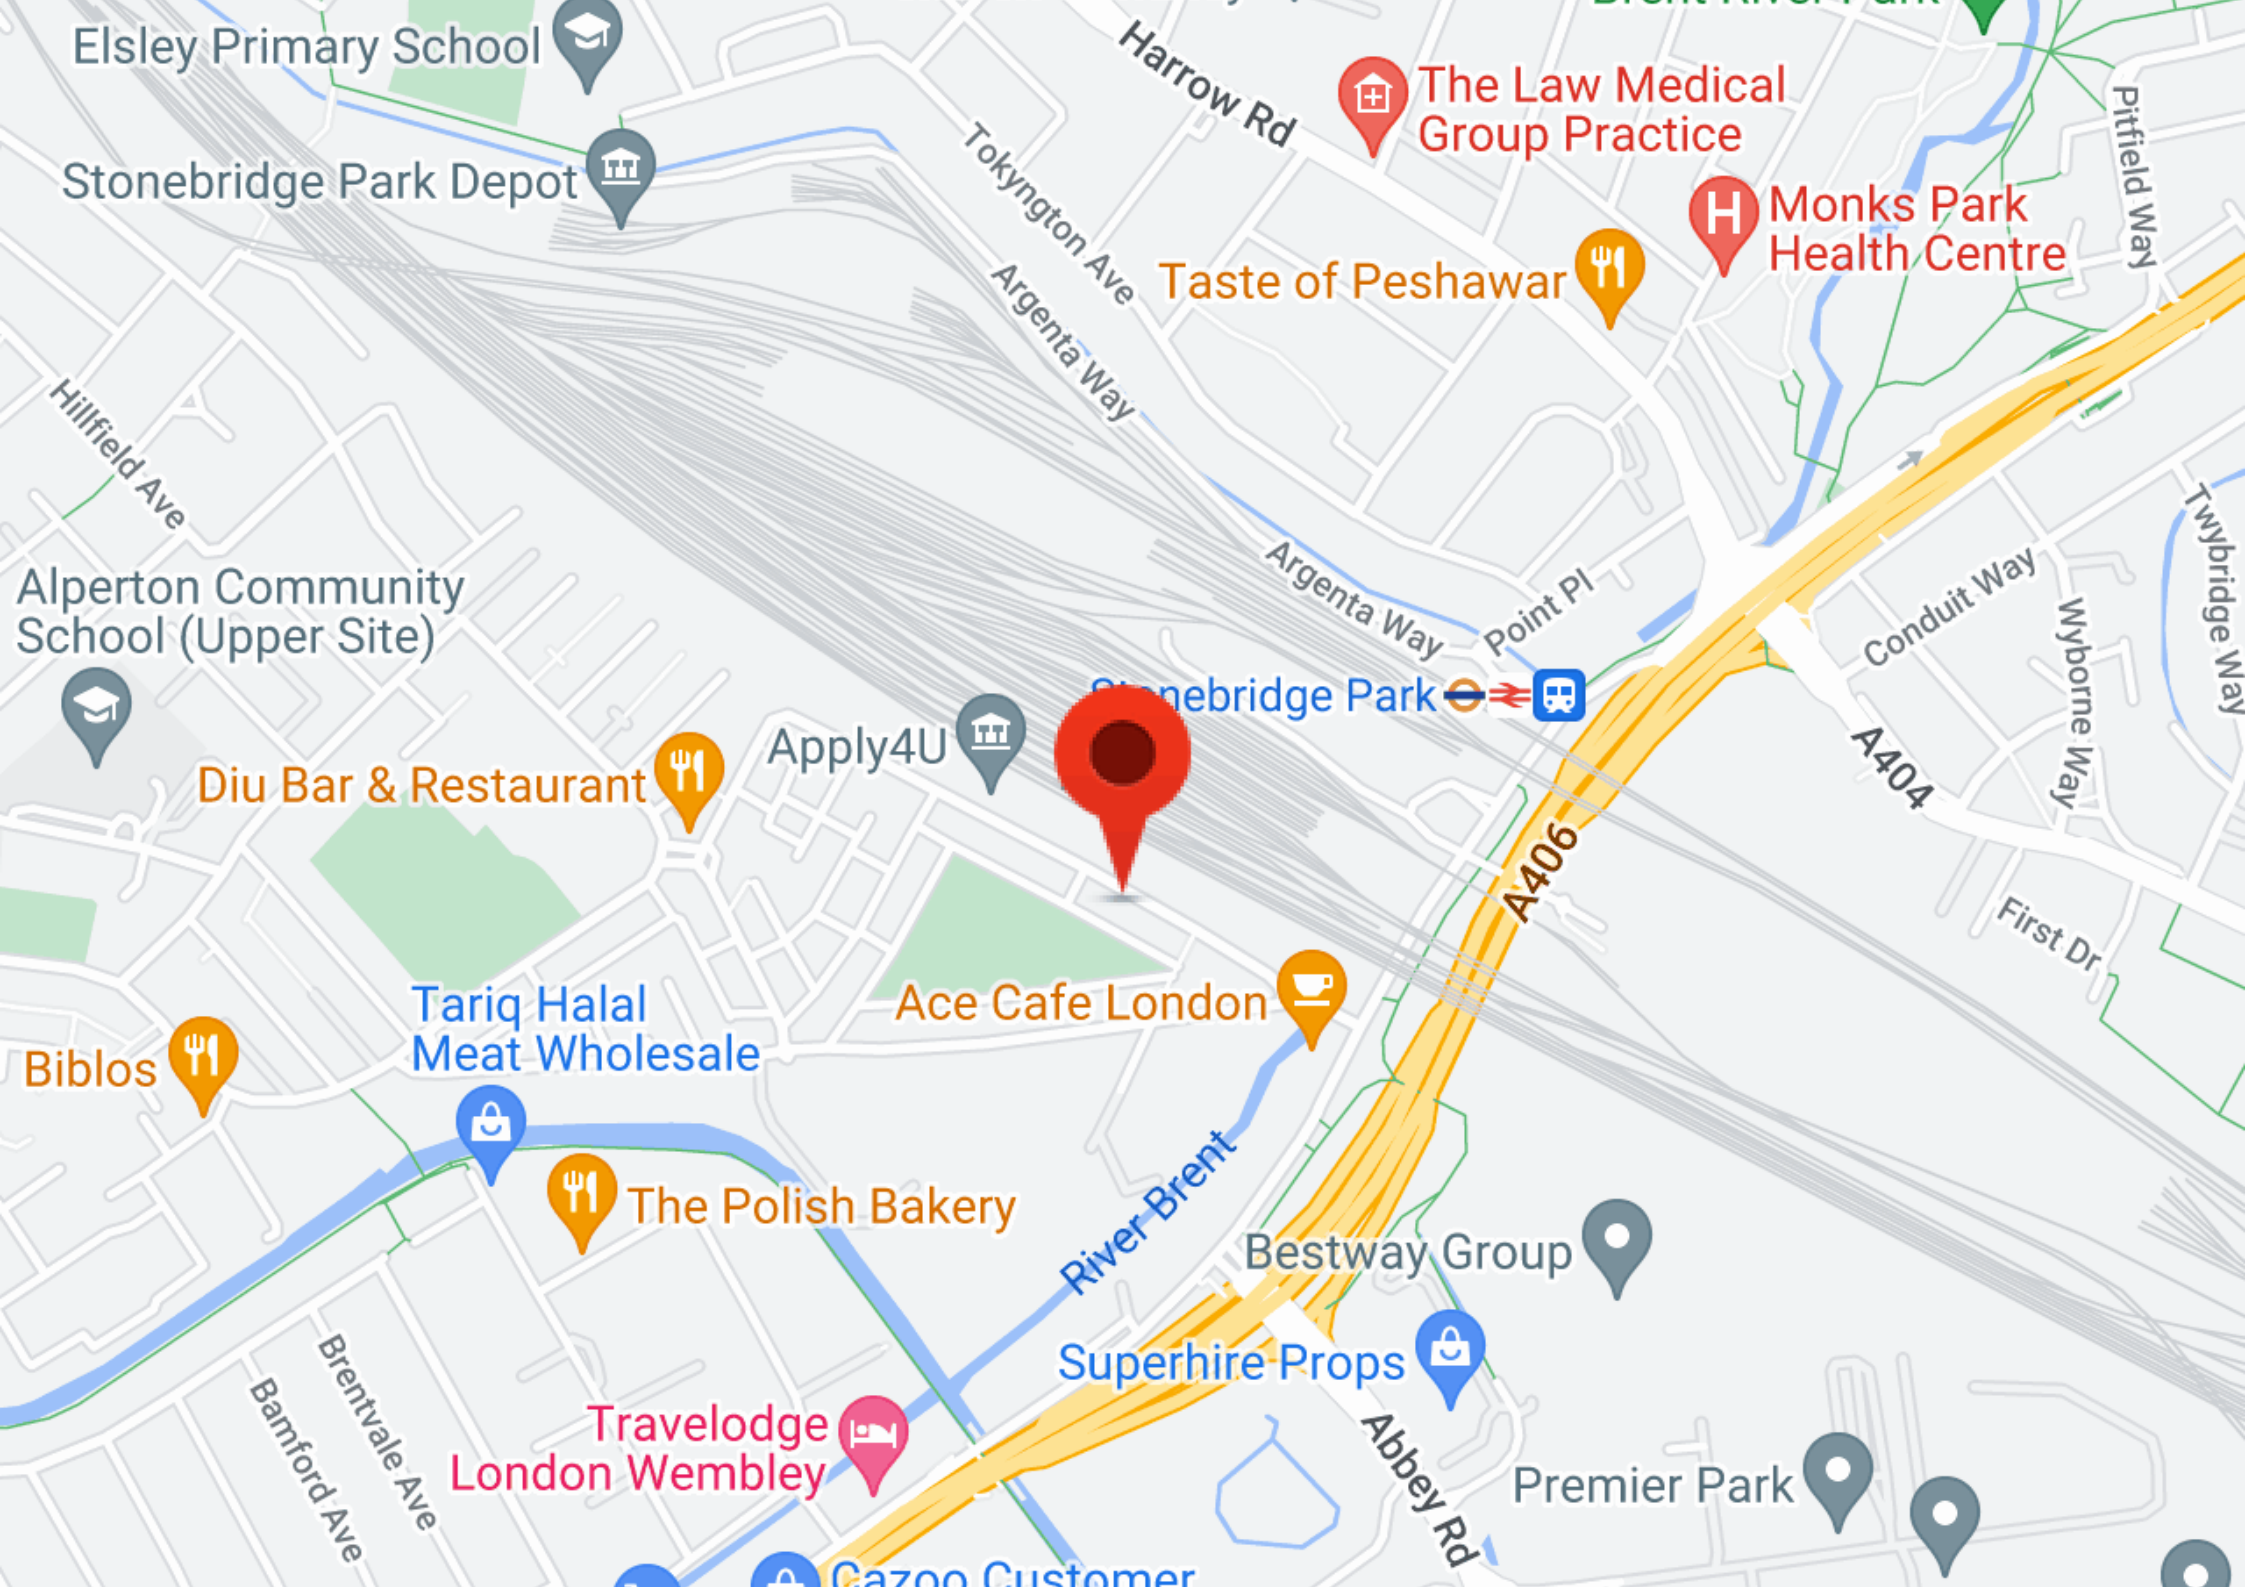 Brent River Park
Elsley Primary School
Harrow Rd
The Law Medical
Group Practice
Pitfield Way
Stonebridge Park Depot
Tokyngton Ave
Monks Park
Health Centre
Taste of Peshawar
Argenta Way
Hillfield Ave
Twybridge Way
Argenta Way
Point Pl
Conduit Way
Wyborne Way
Alperton Community
School (Upper Site)
Stonebridge Park
Apply4U
Diu Bar & Restaurant
A404
A406
First Dr
Ace Cafe London
Tariq Halal
Meat Wholesale
Biblos
The Polish Bakery
River Brent
Bestway Group
Superhire Props
Brentvale Ave
Bamford Ave
Travelodge
London Wembley
Abbey Rd
Premier Park
Cazoo Customer